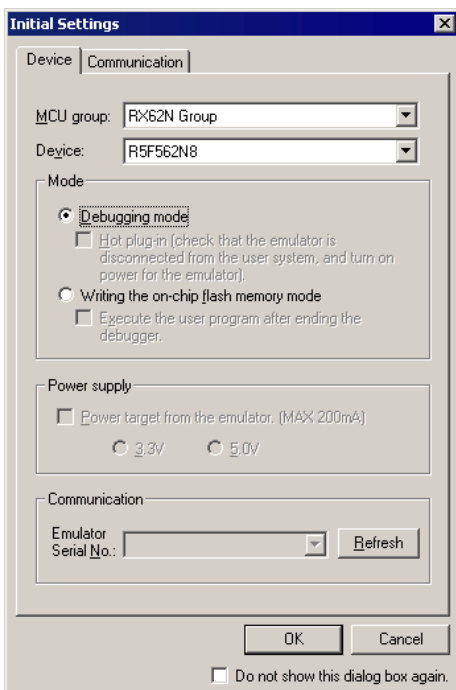 Initial Settings
Device Communication
MCU group: RX62N Group
Device: R5F562N8
Mode
Debugging mode
Hot plug-in (check that the emulator is
disconnected from the user system, and turn on
power for the emulator).
Writing the on-chip flash memory mode
Execute the user program after ending the
debugger.
Power supply
Power target from the emulator. (MAX 200mA)
3.3V 5.0V
Communication
Emulator
Serial No.: Refresh
OK Cancel
Do not show this dialog box again.